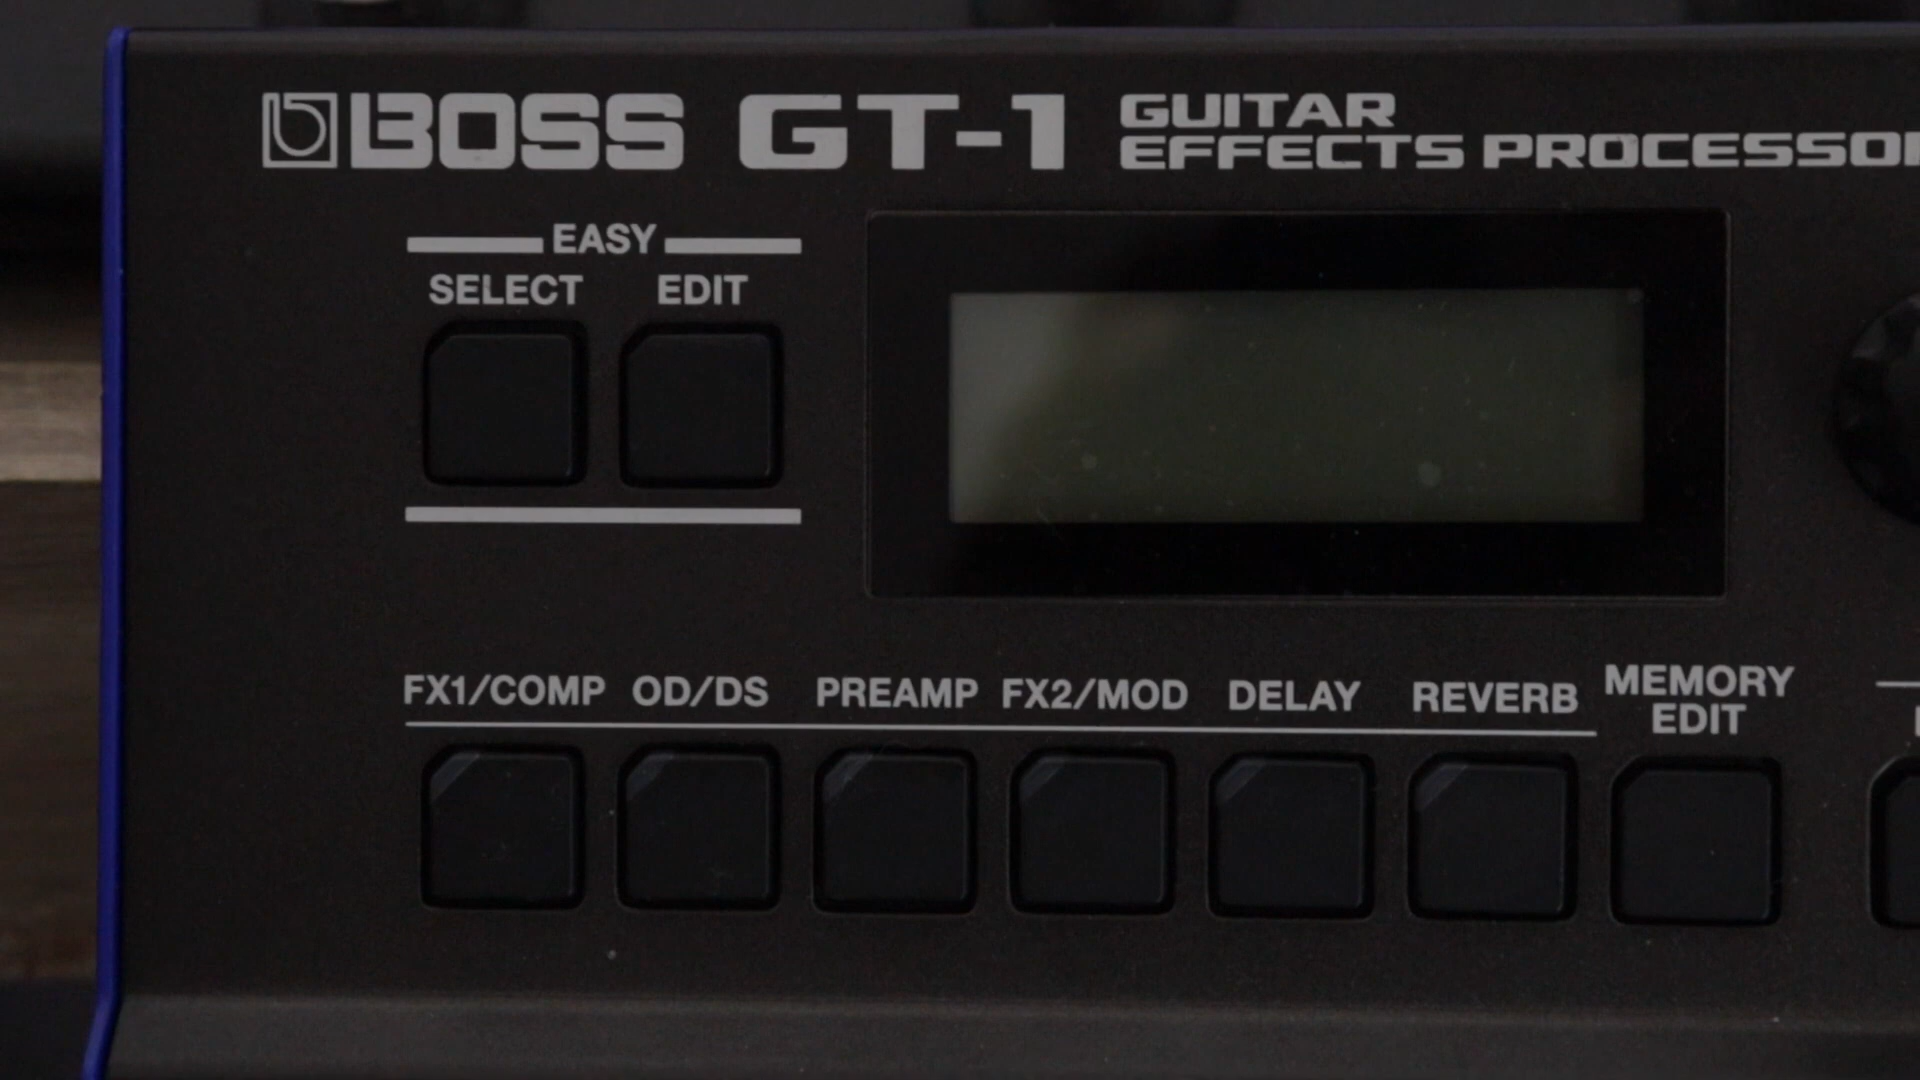 BOSS GT-1 GUITAR
EFFECTS PROCESSOR
EASY
SELECT EDIT
FX1/COMP OD/DS PREAMP FX2/MOD DELAY REVERB MEMORY
EDIT